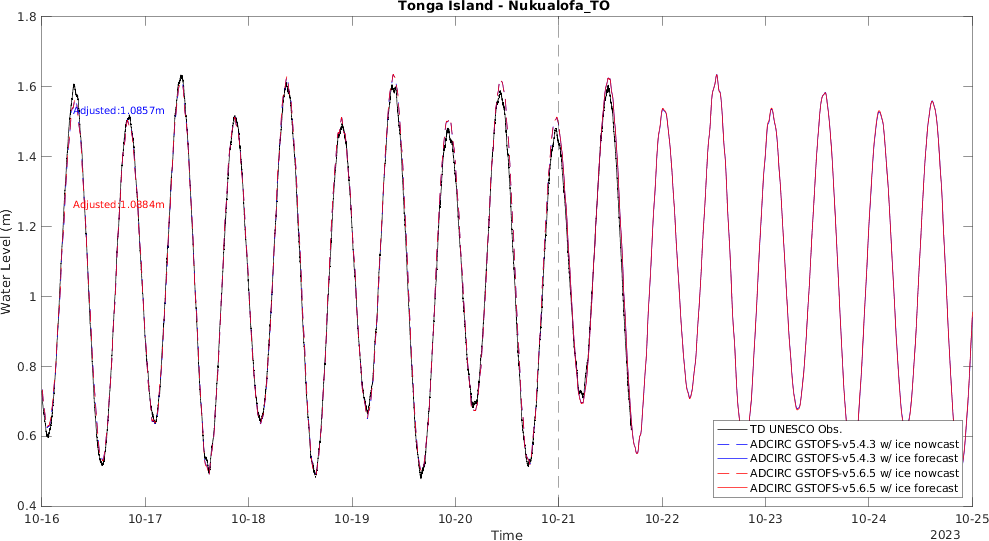 Tonga Island - Nukualofa_TO
1.8
1.6
1.4
1.2
1
0.8
0.6
0.4
Water Level (m)
Adjusted:1.0857m
Adjusted:1.0884m
TD UNESCO Obs.
ADCIRC GSTOFS-v5.4.3 w/ ice nowcast
ADCIRC GSTOFS-v5.4.3 w/ ice forecast
ADCIRC GSTOFS-v5.6.5 w/ ice nowcast
ADCIRC GSTOFS-v5.6.5 w/ ice forecast
10-16 10-17 10-18 10-19 10-20 10-21 10-22 10-23 10-24 10-25
Time
2023